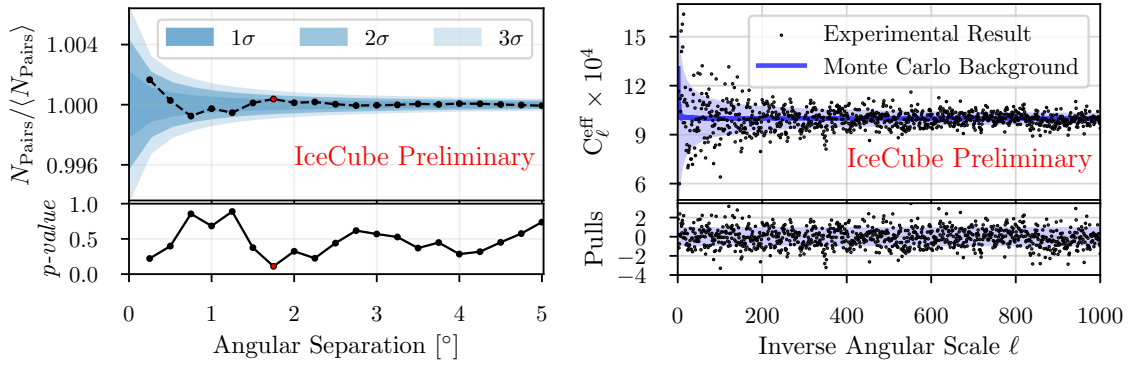 1σ 2σ 3σ
1.004
1.000
0.996
N_Pairs/⟨N_Pairs⟩
IceCube Preliminary
1.0
0.5
0.0
p-value
0 1 2 3 4 5
Angular Separation [°]
Experimental Result
Monte Carlo Background
15
12
9
6
C_ℓ^eff × 10^4
IceCube Preliminary
2
0
−2
−4
Pulls
0 200 400 600 800 1000
Inverse Angular Scale ℓ